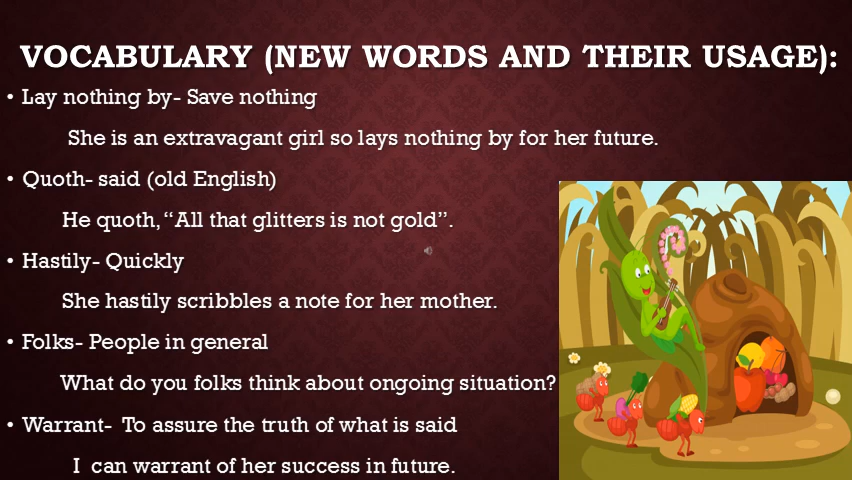 VOCABULARY (NEW WORDS AND THEIR USAGE):
• Lay nothing by- Save nothing
She is an extravagant girl so lays nothing by for her future.
• Quoth- said (old English)
He quoth, “All that glitters is not gold”.
• Hastily- Quickly
She hastily scribbles a note for her mother.
• Folks- People in general
What do you folks think about ongoing situation?
• Warrant- To assure the truth of what is said
I can warrant of her success in future.